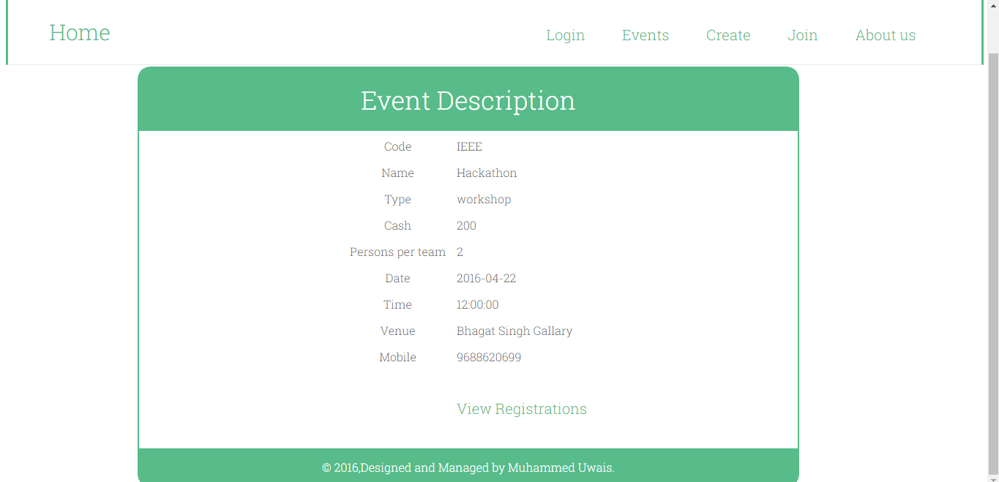 Home Login Events Create Join About us
Event Description
Code IEEE
Name Hackathon
Type workshop
Cash 200
Persons per team 2
Date 2016-04-22
Time 12:00:00
Venue Bhagat Singh Gallary
Mobile 9688620699
View Registrations
© 2016,Designed and Managed by Muhammed Uwais.